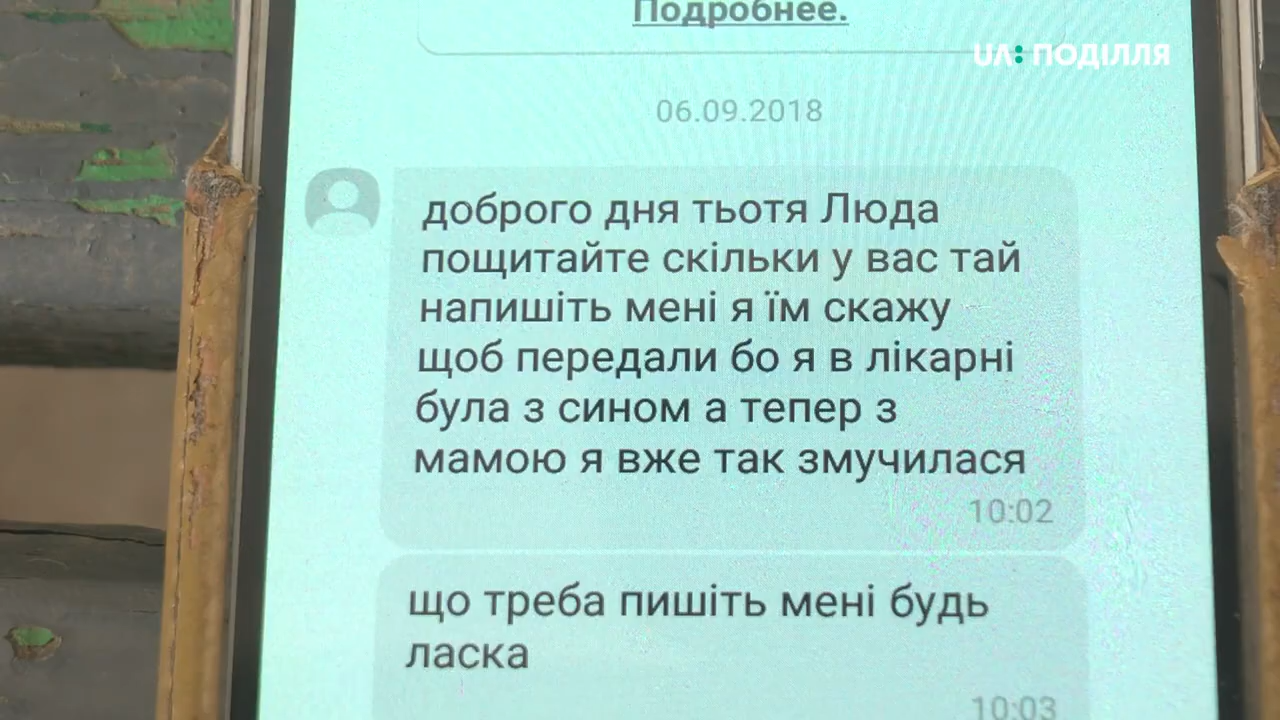 Подробнее.
UA: ПОДІЛЛЯ
06.09.2018
доброго дня тьотя Люда
пощитайте скільки у вас тай
напишіть мені я їм скажу
щоб передали бо я в лікарні
була з сином а тепер з
мамою я вже так змучилася
10:02
що треба пишіть мені будь
ласка
10:03